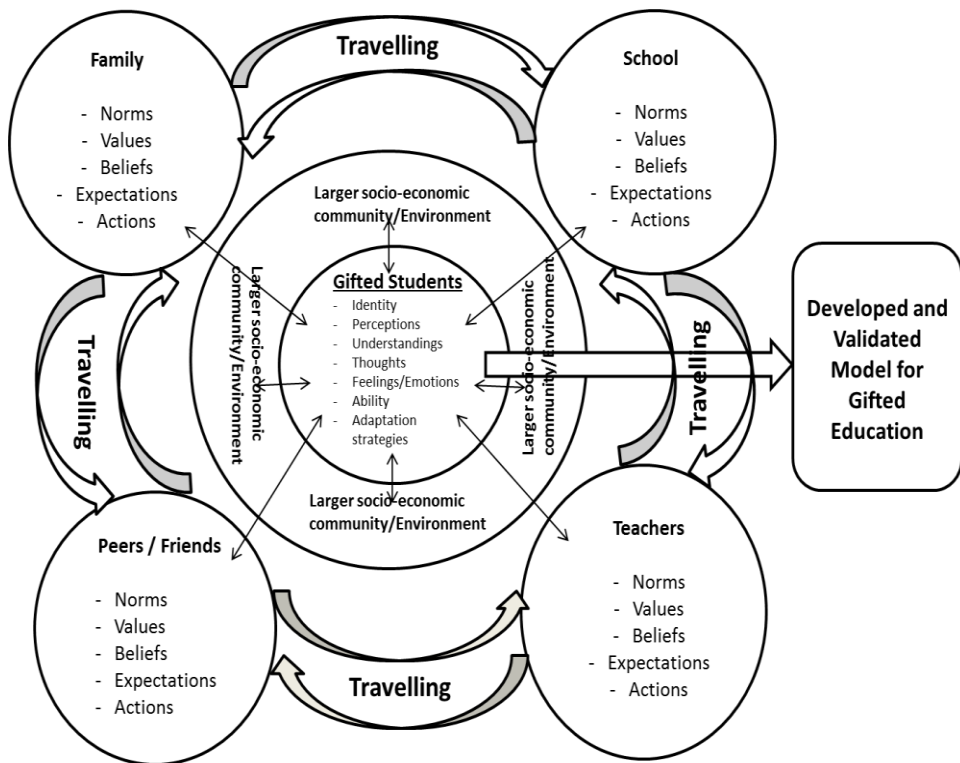 Travelling
Family
- Norms
- Values
- Beliefs
- Expectations
- Actions
School
- Norms
- Values
- Beliefs
- Expectations
- Actions
Larger socio-economic
community/Environment
Larger socio-economic
community/Environment
Gifted Students
- Identity
- Perceptions
- Understandings
- Thoughts
- Feelings/Emotions
- Ability
- Adaptation
strategies
Larger socio-economic
community/Environment
Larger socio-economic
community/Environment
Travelling
Travelling
Developed and
Validated
Model for
Gifted
Education
Peers / Friends
- Norms
- Values
- Beliefs
- Expectations
- Actions
Teachers
- Norms
- Values
- Beliefs
- Expectations
- Actions
Travelling